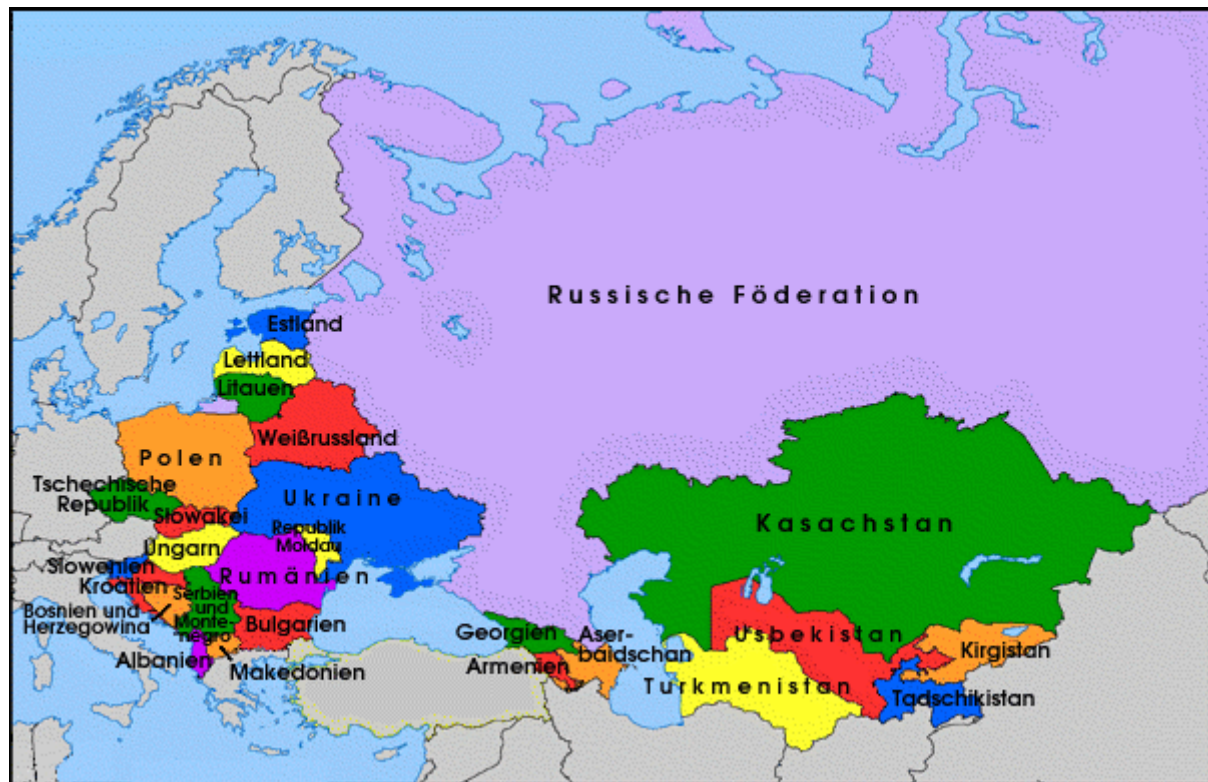 Russische Föderation
Estland
Lettland
Litauen
Weißrussland
Polen
Tschechische
Republik
Ukraine
Slowakei
Kasachstan
Republik
Moldau
Ungarn
Slowenien
Rumänien
Kroatien
Serbien
und
Monte-
negro
Bosnien und
Herzegowina
Bulgarien
Georgien
Aser-
baidschan
Usbekistan
Kirgistan
Albanien
Makedonien
Armenien
Turkmenistan
Tadschikistan